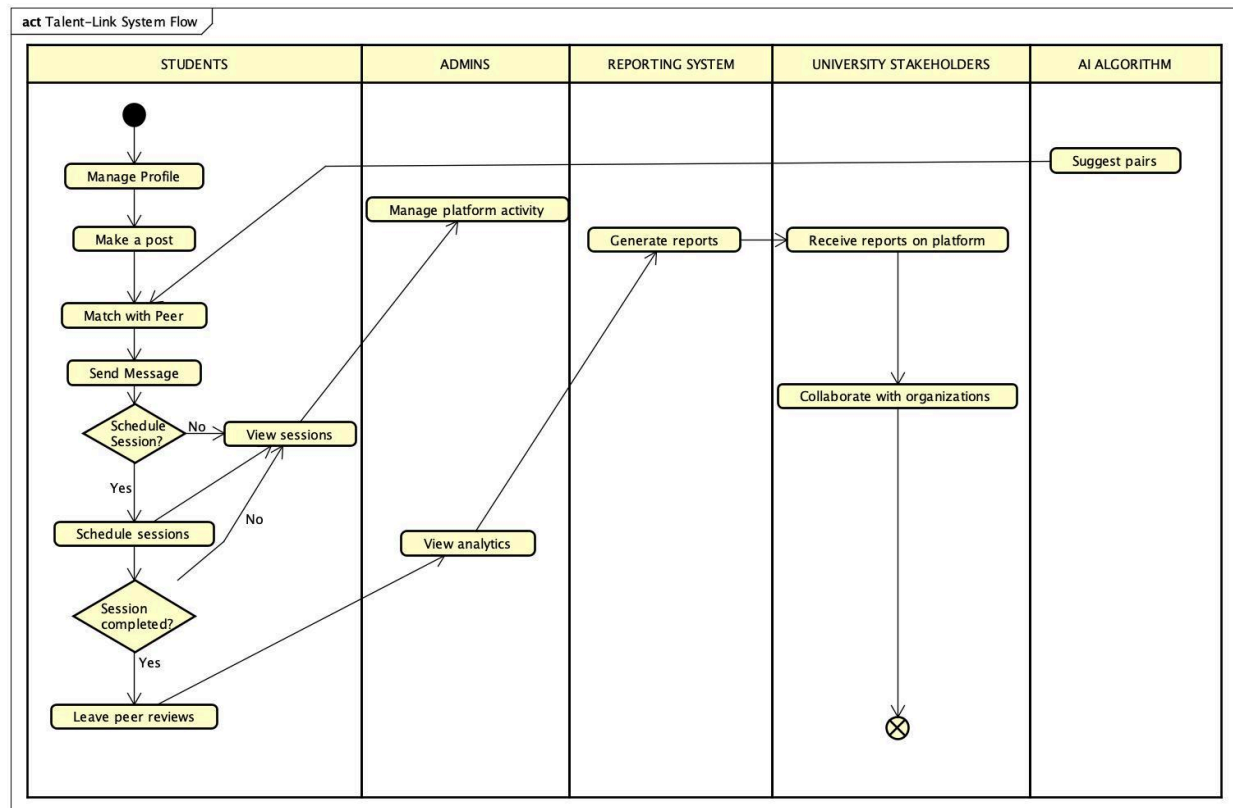 act Talent-Link System Flow
STUDENTS
ADMINS
REPORTING SYSTEM
UNIVERSITY STAKEHOLDERS
AI ALGORITHM
Manage Profile
Suggest pairs
Make a post
Manage platform activity
Generate reports
Receive reports on platform
Match with Peer
Send Message
Collaborate with organizations
Schedule
Session?
No
View sessions
Yes
Schedule sessions
No
View analytics
Session
completed?
Yes
Leave peer reviews